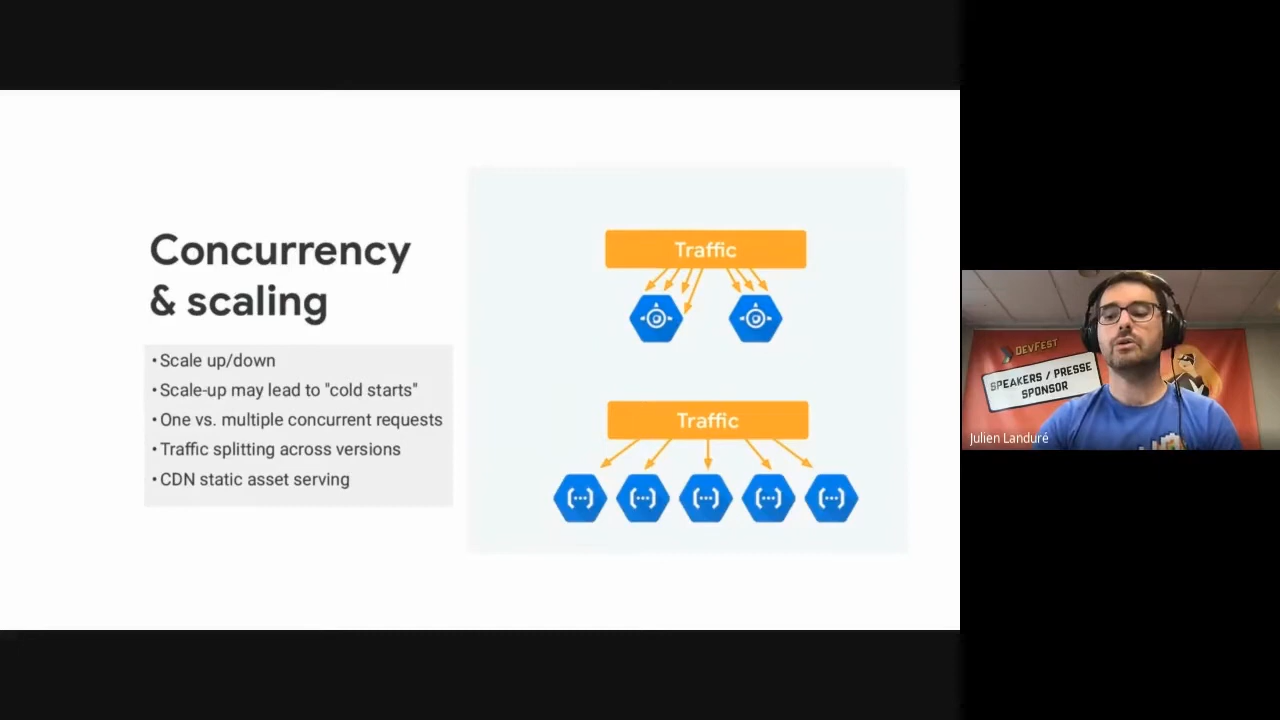 Concurrency
& scaling
• Scale up/down
• Scale-up may lead to "cold starts"
• One vs. multiple concurrent requests
• Traffic splitting across versions
• CDN static asset serving
Traffic
Traffic
DEVFEST
SPEAKERS / PRESSE
SPONSOR
Julien Landuré